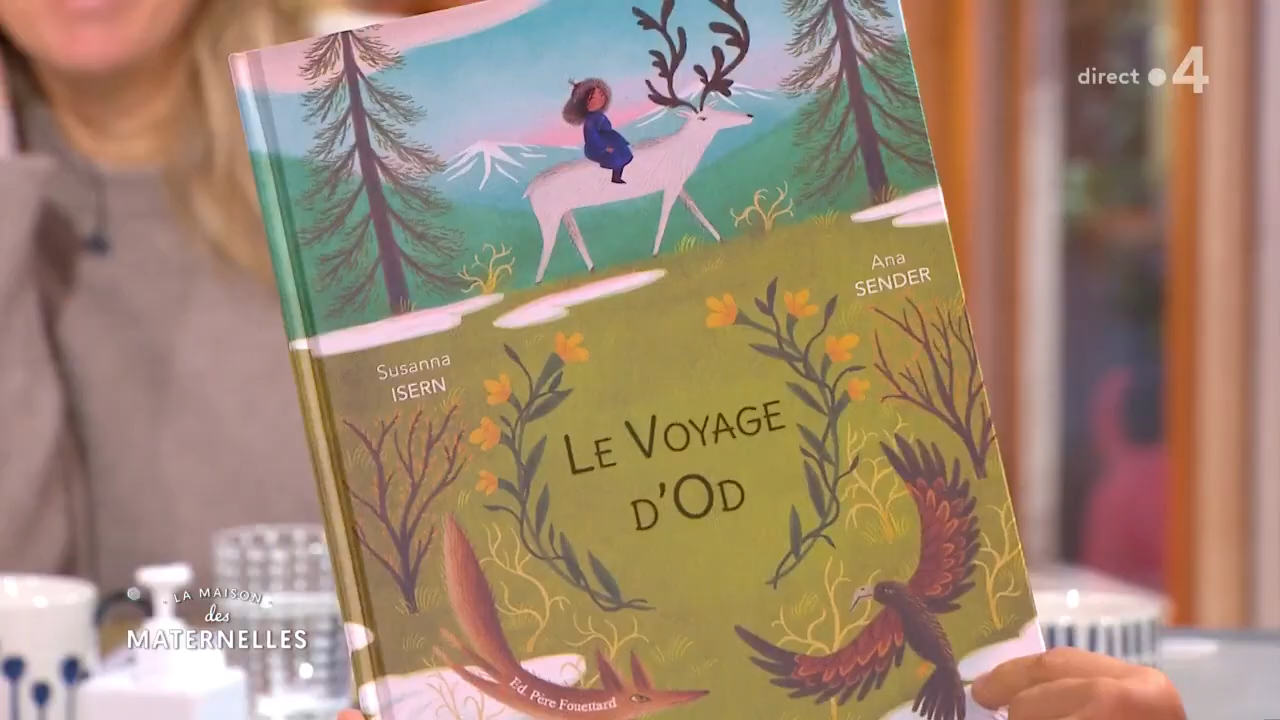 direct 4
Ana
SENDER
Susanna
ISERN
LE VOYAGE
D'OD
LA MAISON
des
MATERNELLES
Ed. Père Fouettard